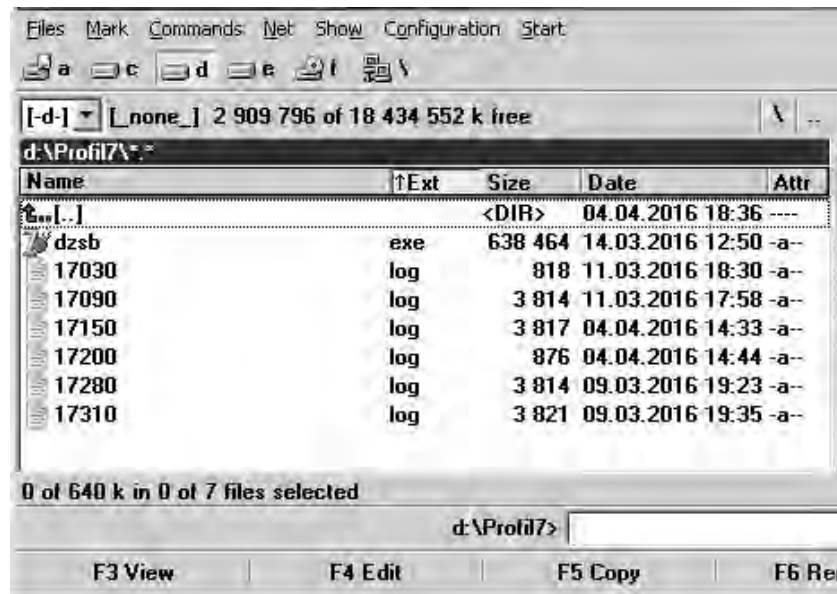 Files Mark Commands Net Show Configuration Start
a c d e f \
[-d-] [_none_] 2 909 796 of 18 434 552 k free \ ..
d:\Profil7\*.*
Name ↑Ext Size Date Attr
[..] <DIR> 04.04.2016 18:36 ----
dzsb exe 638 464 14.03.2016 12:50 -a--
17030 log 818 11.03.2016 18:30 -a--
17090 log 3 814 11.03.2016 17:58 -a--
17150 log 3 817 04.04.2016 14:33 -a--
17200 log 876 04.04.2016 14:44 -a--
17280 log 3 814 09.03.2016 19:23 -a--
17310 log 3 821 09.03.2016 19:35 -a--
0 of 640 k in 0 of 7 files selected
d:\Profil7>
F3 View F4 Edit F5 Copy F6 Re